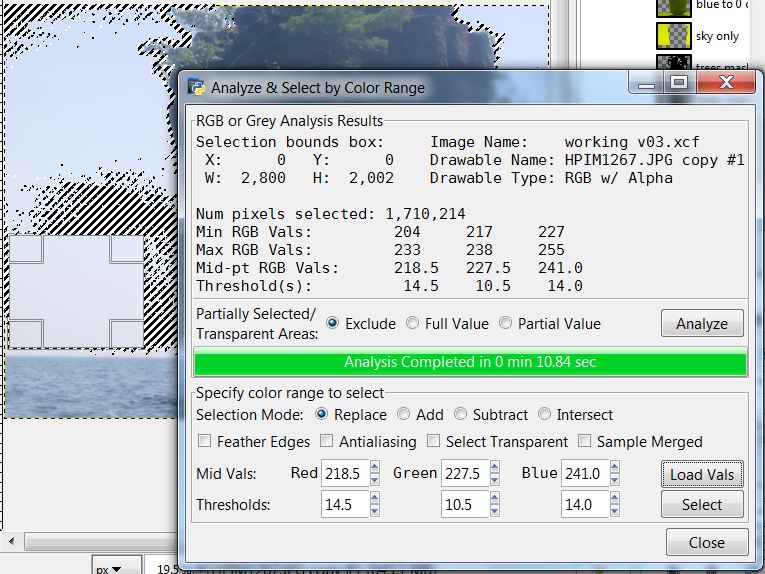 blue to 0 c
sky only
trees mas
Analyze & Select by Color Range
RGB or Grey Analysis Results
Selection bounds box: Image Name: working v03.xcf
X: 0 Y: 0 Drawable Name: HPIM1267.JPG copy #1
W: 2,800 H: 2,002 Drawable Type: RGB w/ Alpha
Num pixels selected: 1,710,214
Min RGB Vals: 204 217 227
Max RGB Vals: 233 238 255
Mid-pt RGB Vals: 218.5 227.5 241.0
Threshold(s): 14.5 10.5 14.0
Partially Selected/
Transparent Areas: Exclude Full Value Partial Value Analyze
Analysis Completed in 0 min 10.84 sec
Specify color range to select
Selection Mode: Replace Add Subtract Intersect
Feather Edges Antialiasing Select Transparent Sample Merged
Mid Vals: Red 218.5 Green 227.5 Blue 241.0 Load Vals
Thresholds: 14.5 10.5 14.0 Select
Close
px 19.5